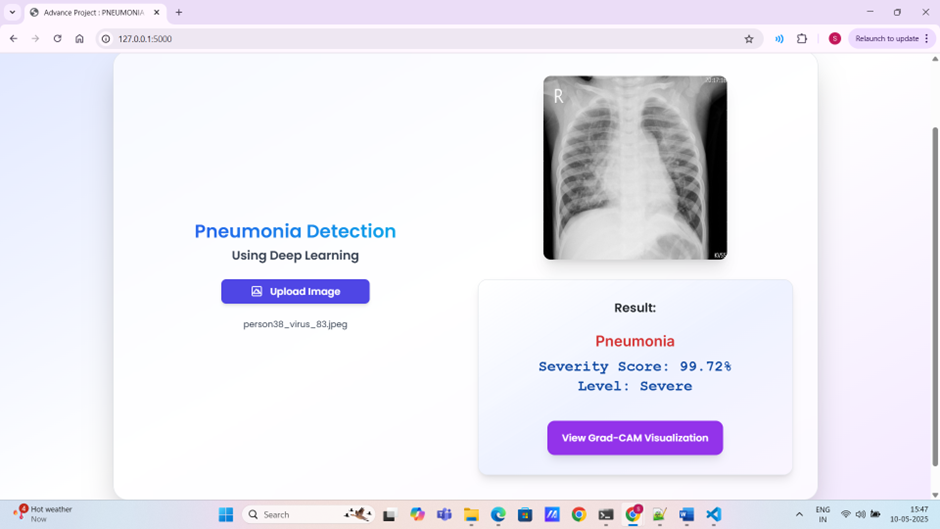 Advance Project : PNEUMONIA
127.0.0.1:5000
S
Relaunch to update
R
Pneumonia Detection
Using Deep Learning
Upload Image
person38_virus_83.jpeg
Result:
Pneumonia
Severity Score: 99.72%
Level: Severe
View Grad-CAM Visualization
4
Hot weather
Now
Search
ENG
IN
15:47
10-05-2025